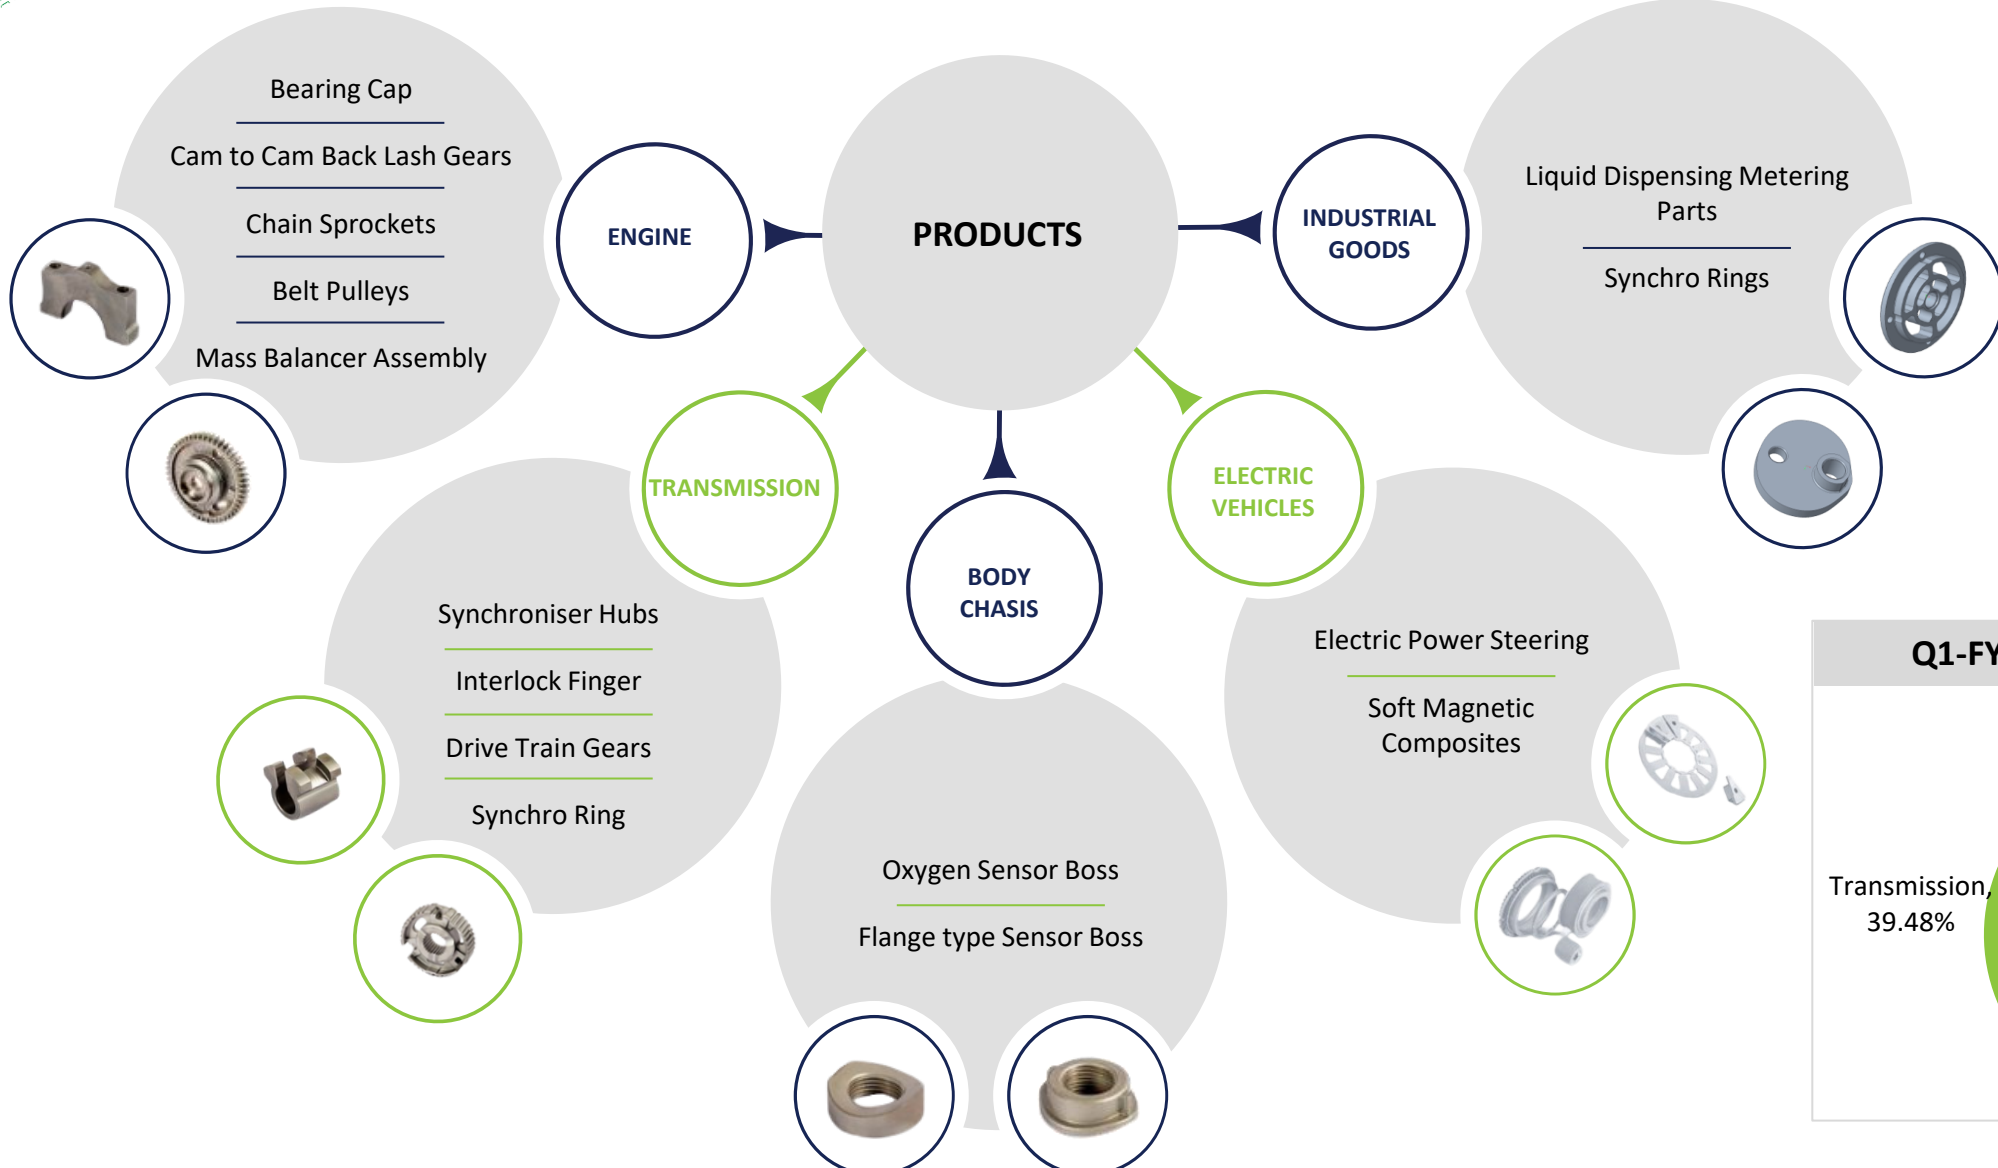 PRODUCTS
ENGINE
Bearing Cap
Cam to Cam Back Lash Gears
Chain Sprockets
Belt Pulleys
Mass Balancer Assembly
TRANSMISSION
Synchroniser Hubs
Interlock Finger
Drive Train Gears
Synchro Ring
BODY
CHASIS
Oxygen Sensor Boss
Flange type Sensor Boss
ELECTRIC
VEHICLES
Electric Power Steering
Soft Magnetic
Composites
INDUSTRIAL
GOODS
Liquid Dispensing Metering
Parts
Synchro Rings
Q1-FY
Transmission,
39.48%